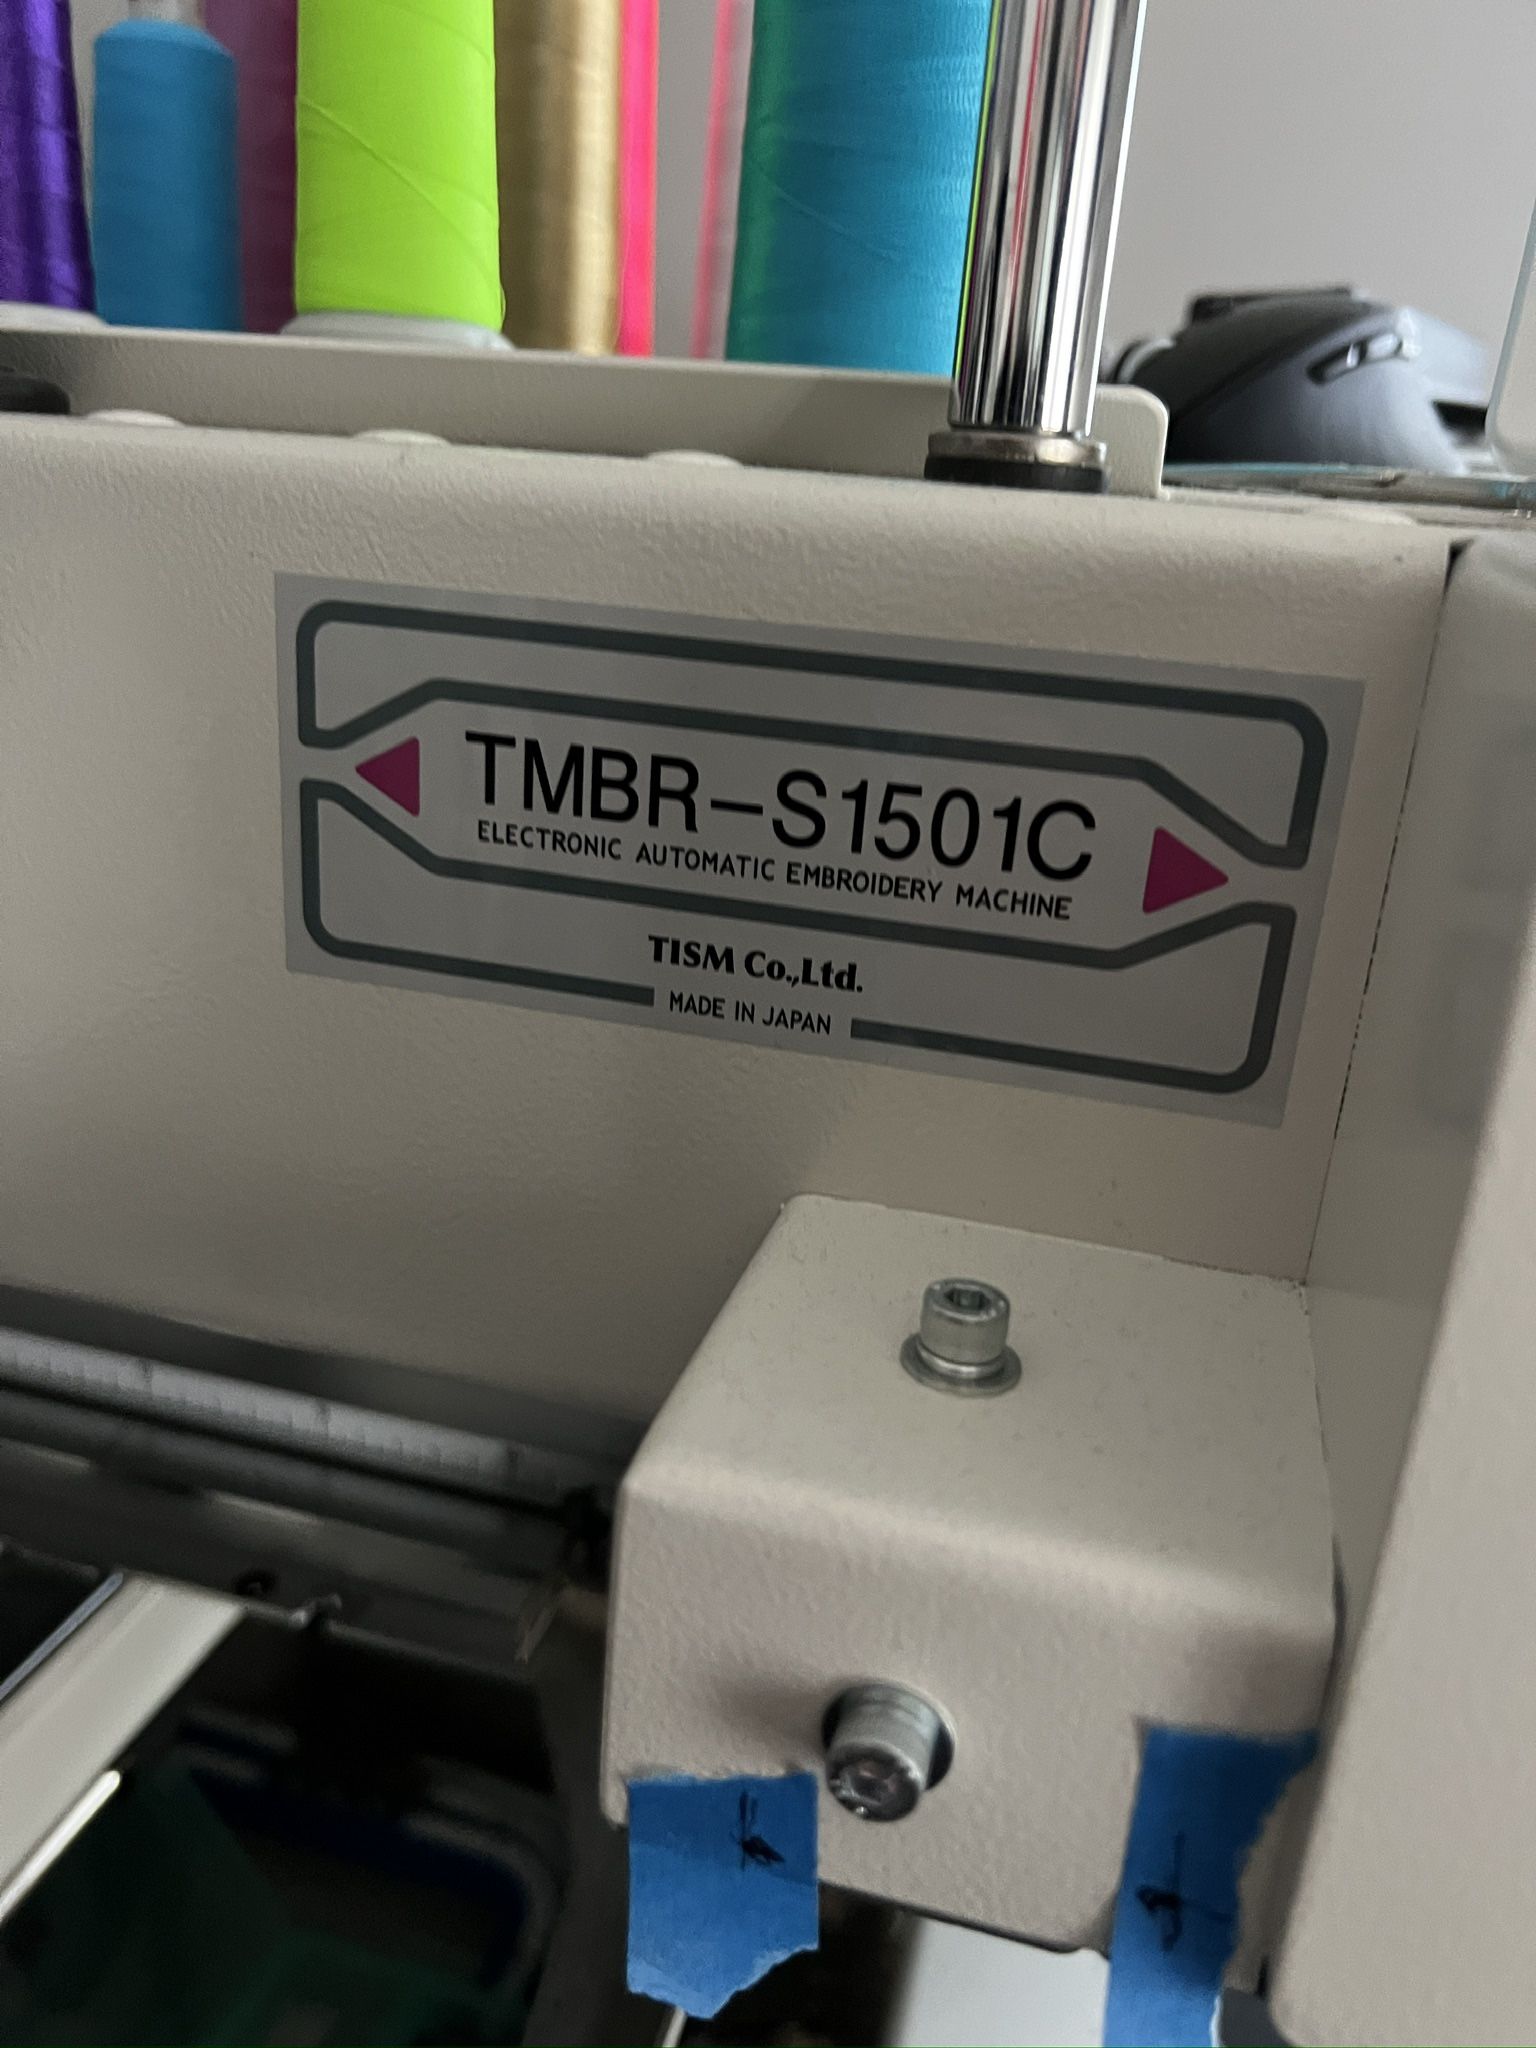 TMBR-S1501C
ELECTRONIC AUTOMATIC EMBROIDERY MACHINE
TISM Co.,Ltd.
MADE IN JAPAN